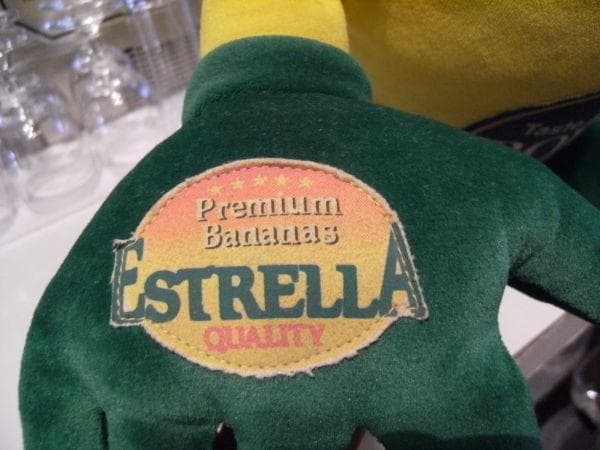 Premium
Bananas
ESTRELLA
QUALITY